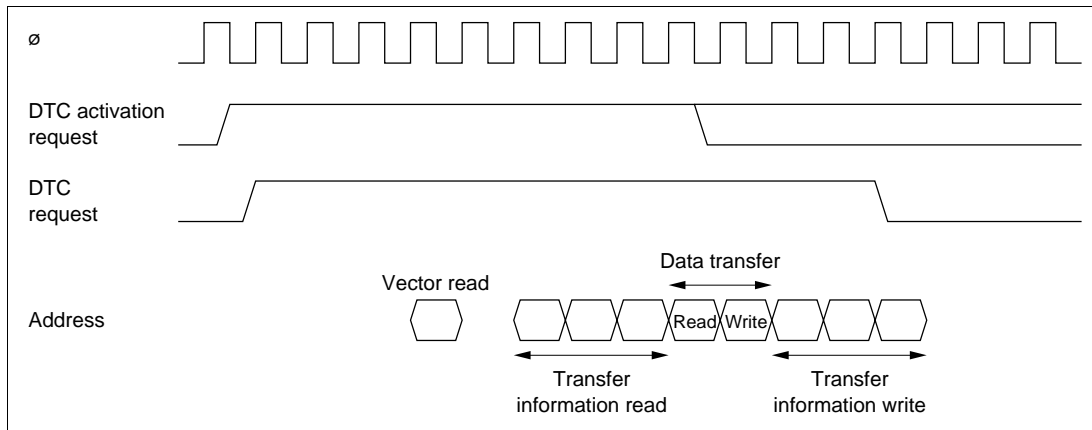 ø
DTC activation
request
DTC
request
Data transfer
Vector read
Address
Read Write
Transfer
information read
Transfer
information write